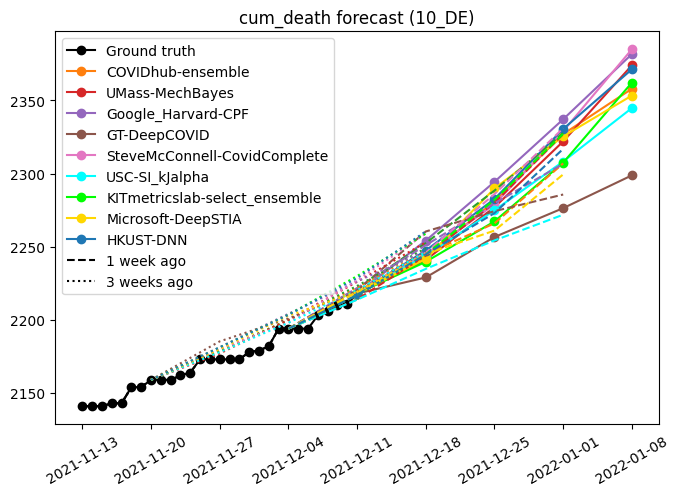 cum_death forecast (10_DE)
Ground truth
COVIDhub-ensemble
UMass-MechBayes
Google_Harvard-CPF
GT-DeepCOVID
SteveMcConnell-CovidComplete
USC-SI_kJalpha
KITmetricslab-select_ensemble
Microsoft-DeepSTIA
HKUST-DNN
1 week ago
3 weeks ago
2350
2300
2250
2200
2150
2021-11-13 2021-11-20 2021-11-27 2021-12-04 2021-12-11 2021-12-18 2021-12-25 2022-01-01 2022-01-08